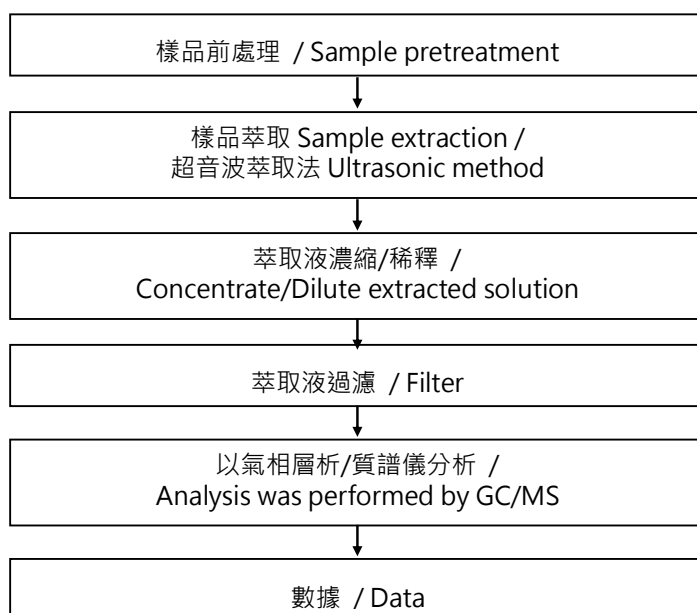 樣品前處理 / Sample pretreatment
樣品萃取 Sample extraction /
超音波萃取法 Ultrasonic method
萃取液濃縮/稀釋 /
Concentrate/Dilute extracted solution
萃取液過濾 / Filter
以氣相層析/質譜儀分析 /
Analysis was performed by GC/MS
數據 / Data